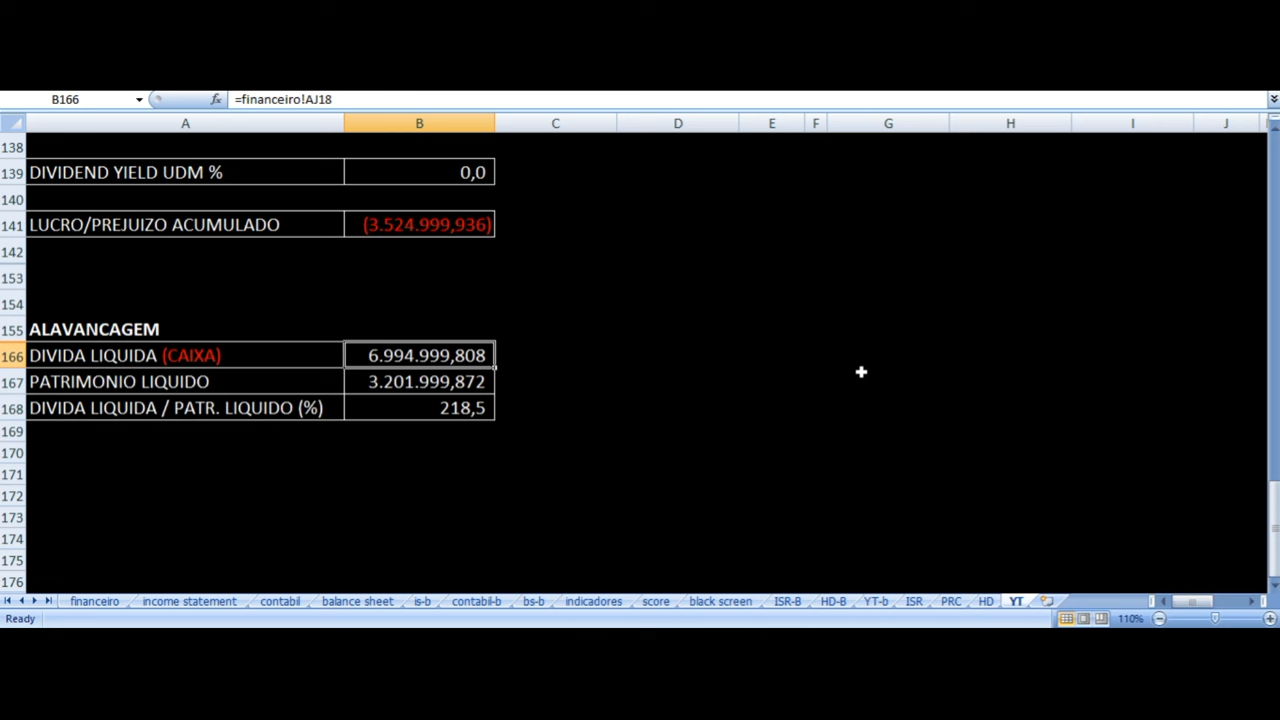 B166 fx =financeiro!AJ18
A B C D E F G H I J
138
139 DIVIDEND YIELD UDM % 0,0
140
141 LUCRO/PREJUIZO ACUMULADO (3.524.999,936)
142
153
154
155 ALAVANCAGEM
166 DIVIDA LIQUIDA (CAIXA) 6.994.999,808
167 PATRIMONIO LIQUIDO 3.201.999,872
168 DIVIDA LIQUIDA / PATR. LIQUIDO (%) 218,5
169
170
171
172
173
174
175
176
financeiro income statement contabil balance sheet is-b contabil-b bs-b indicadores score black screen ISR-B HD-B YT-b ISR PRC HD YT
Ready 110%